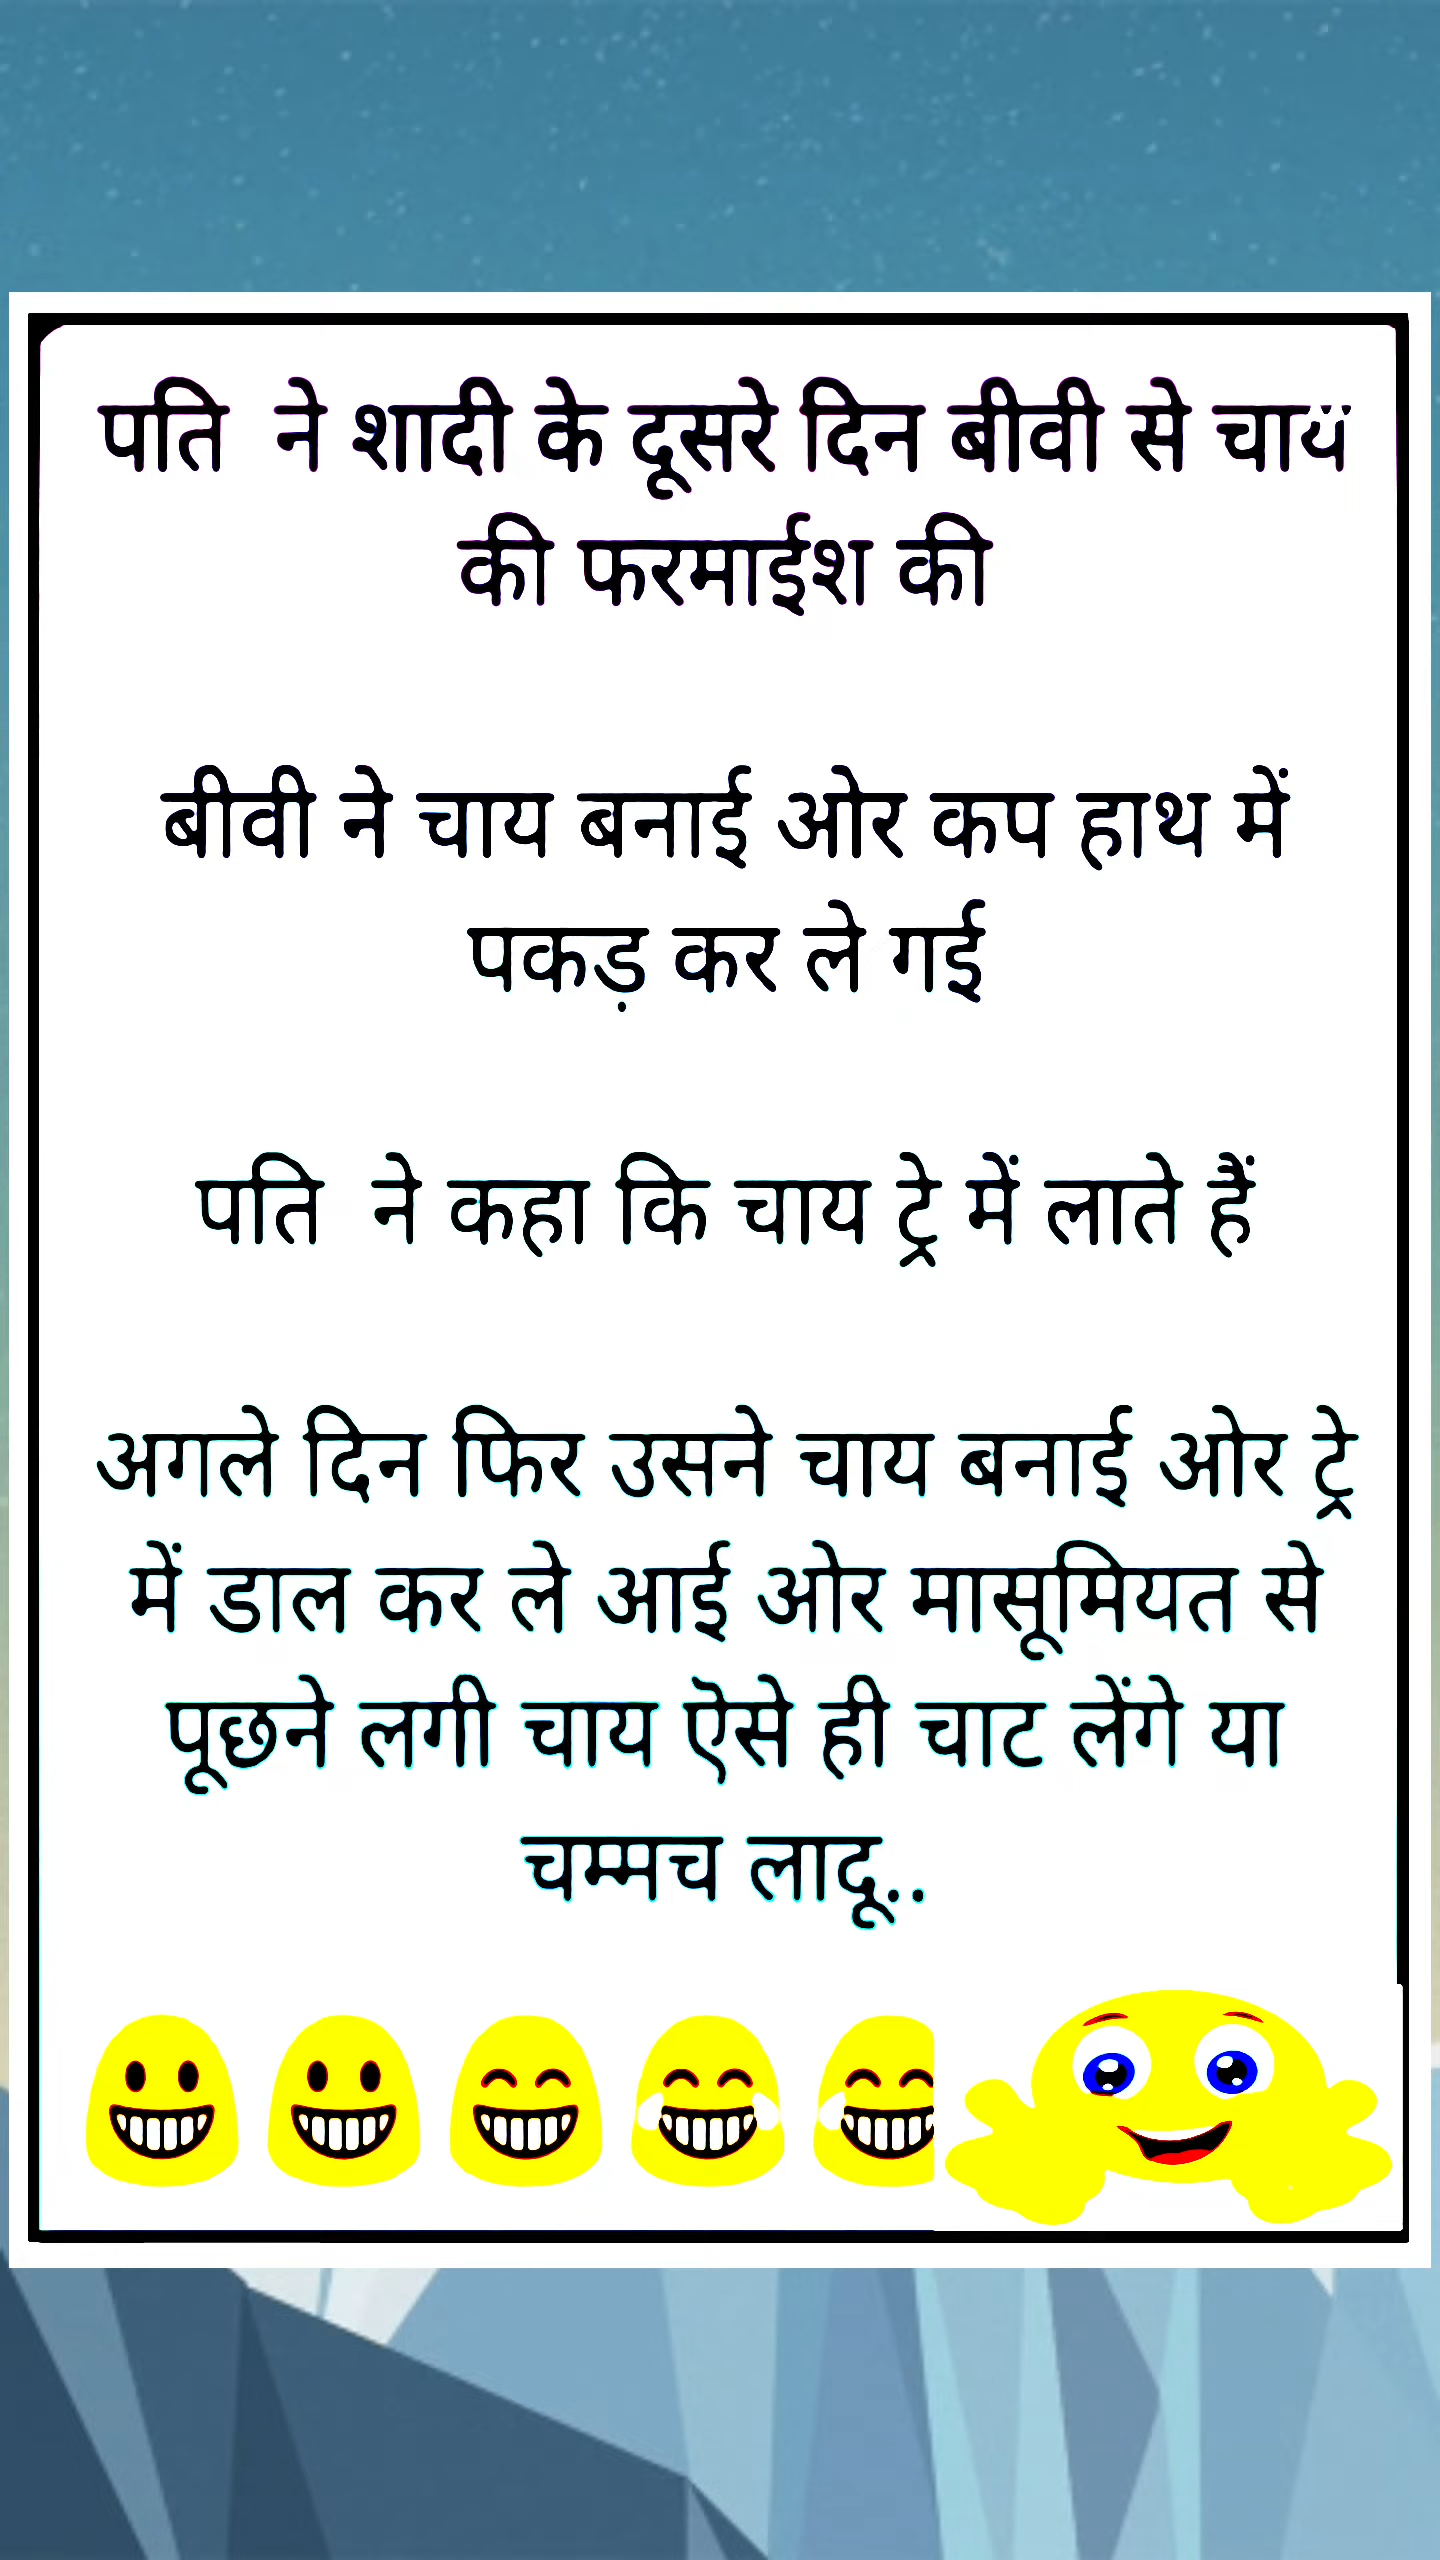 पति ने शादी के दूसरे दिन बीवी से चाय
की फरमाईश की
बीवी ने चाय बनाई ओर कप हाथ में
पकड़ कर ले गई
पति ने कहा कि चाय ट्रे में लाते हैं
अगले दिन फिर उसने चाय बनाई ओर ट्रे
में डाल कर ले आई ओर मासूमियत से
पूछने लगी चाय ऎसे ही चाट लेंगे या
चम्मच लादू..